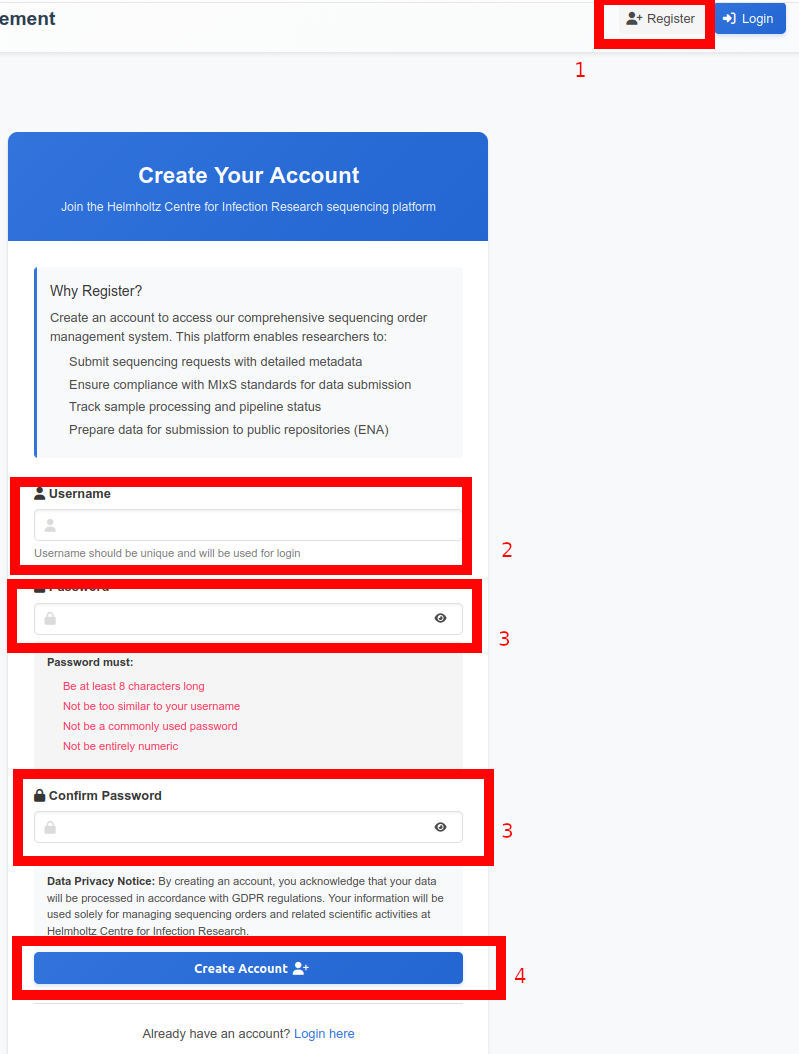 ement
Register
Login
1
Create Your Account
Join the Helmholtz Centre for Infection Research sequencing platform
Why Register?
Create an account to access our comprehensive sequencing order
management system. This platform enables researchers to:
Submit sequencing requests with detailed metadata
Ensure compliance with MIxS standards for data submission
Track sample processing and pipeline status
Prepare data for submission to public repositories (ENA)
Username
Username should be unique and will be used for login
2
Password
3
Password must:
Be at least 8 characters long
Not be too similar to your username
Not be a commonly used password
Not be entirely numeric
Confirm Password
3
Data Privacy Notice: By creating an account, you acknowledge that your data
will be processed in accordance with GDPR regulations. Your information will be
used solely for managing sequencing orders and related scientific activities at
Helmholtz Centre for Infection Research.
Create Account
4
Already have an account? Login here